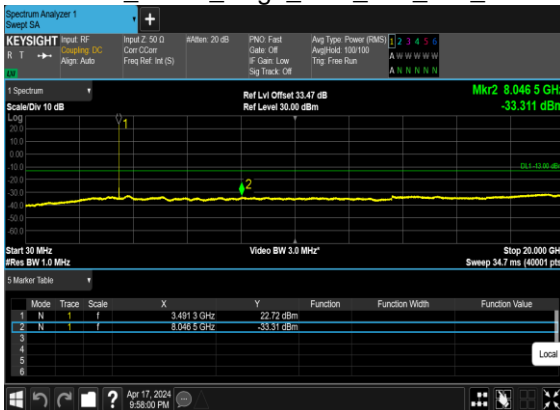 Spectrum Analyzer 1
Swept SA
+
KEYSIGHT
R T
Input: RF
Coupling: DC
Align: Auto
Input Z: 50 Ω
Corr CCorr
Freq Ref: Int (S)
#Atten: 20 dB
PNO: Fast
Gate: Off
IF Gain: Low
Sig Track: Off
Avg Type: Power (RMS)
Avg|Hold: 100/100
Trig: Free Run
1 2 3 4 5 6
A W W W W W
A N N N N N
1 Spectrum
Scale/Div 10 dB
Ref Lvl Offset 33.47 dB
Ref Level 30.00 dBm
Mkr2 8.046 5 GHz
-33.311 dBm
Log
20.0
10.0
0.00
-10.0
-20.0
-30.0
-40.0
-50.0
-60.0
1
2
DL1 -13.00 dBm
Start 30 MHz
#Res BW 1.0 MHz
Video BW 3.0 MHz*
Stop 20.000 GH
Sweep 34.7 ms (40001 pts
5 Marker Table
Mode Trace Scale X Y Function Function Width Function Value
1 N 1 f 3.491 3 GHz 22.72 dBm
2 N 1 f 8.046 5 GHz -33.31 dBm
3
4
5
6
Local
?
Apr 17, 2024
9:58:00 PM